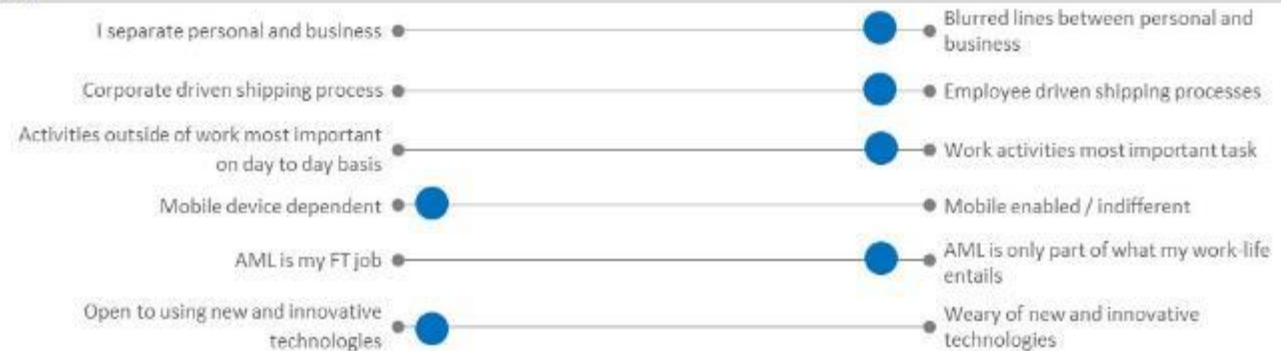 I separate personal and business
Blurred lines between personal and
business
Corporate driven shipping process
Employee driven shipping processes
Activities outside of work most important
on day to day basis
Work activities most important task
Mobile device dependent
Mobile enabled / indifferent
AML is my FT job
AML is only part of what my work-life
entails
Open to using new and innovative
technologies
Weary of new and innovative
technologies